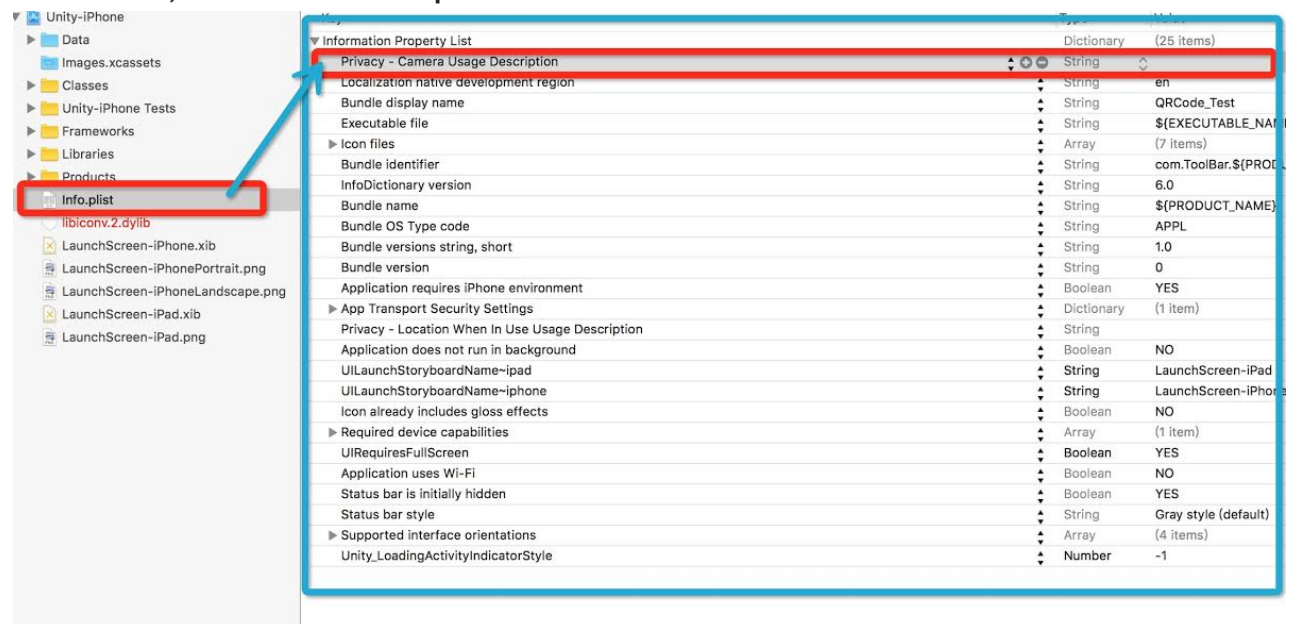 Unity-iPhone
Data
Images.xcassets
Classes
Unity-iPhone Tests
Frameworks
Libraries
Products
Info.plist
libiconv.2.dylib
LaunchScreen-iPhone.xib
LaunchScreen-iPhonePortrait.png
LaunchScreen-iPhoneLandscape.png
LaunchScreen-iPad.xib
LaunchScreen-iPad.png
Information Property List Dictionary (25 items)
Privacy - Camera Usage Description String
Localization native development region String en
Bundle display name String QRCode_Test
Executable file String ${EXECUTABLE_NAM
Icon files Array (7 items)
Bundle identifier String com.ToolBar.${PRODU
InfoDictionary version String 6.0
Bundle name String ${PRODUCT_NAME}
Bundle OS Type code String APPL
Bundle versions string, short String 1.0
Bundle version String 0
Application requires iPhone environment Boolean YES
App Transport Security Settings Dictionary (1 item)
Privacy - Location When In Use Usage Description String
Application does not run in background Boolean NO
UILaunchStoryboardName~ipad String LaunchScreen-iPad
UILaunchStoryboardName~iphone String LaunchScreen-iPhone
Icon already includes gloss effects Boolean NO
Required device capabilities Array (1 item)
UIRequiresFullScreen Boolean YES
Application uses Wi-Fi Boolean NO
Status bar is initially hidden Boolean YES
Status bar style String Gray style (default)
Supported interface orientations Array (4 items)
Unity_LoadingActivityIndicatorStyle Number -1